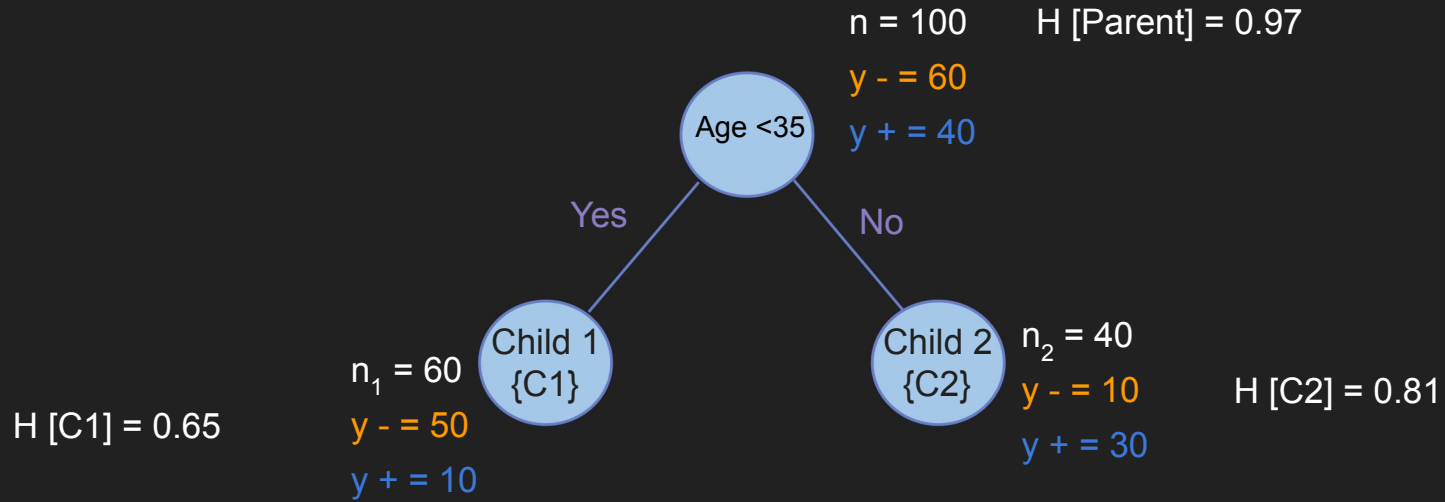 n = 100
H [Parent] = 0.97
y - = 60
Age <35
y + = 40
Yes
No
Child 1
{C1}
n₁ = 60
y - = 50
y + = 10
H [C1] = 0.65
Child 2
{C2}
n₂ = 40
y - = 10
y + = 30
H [C2] = 0.81